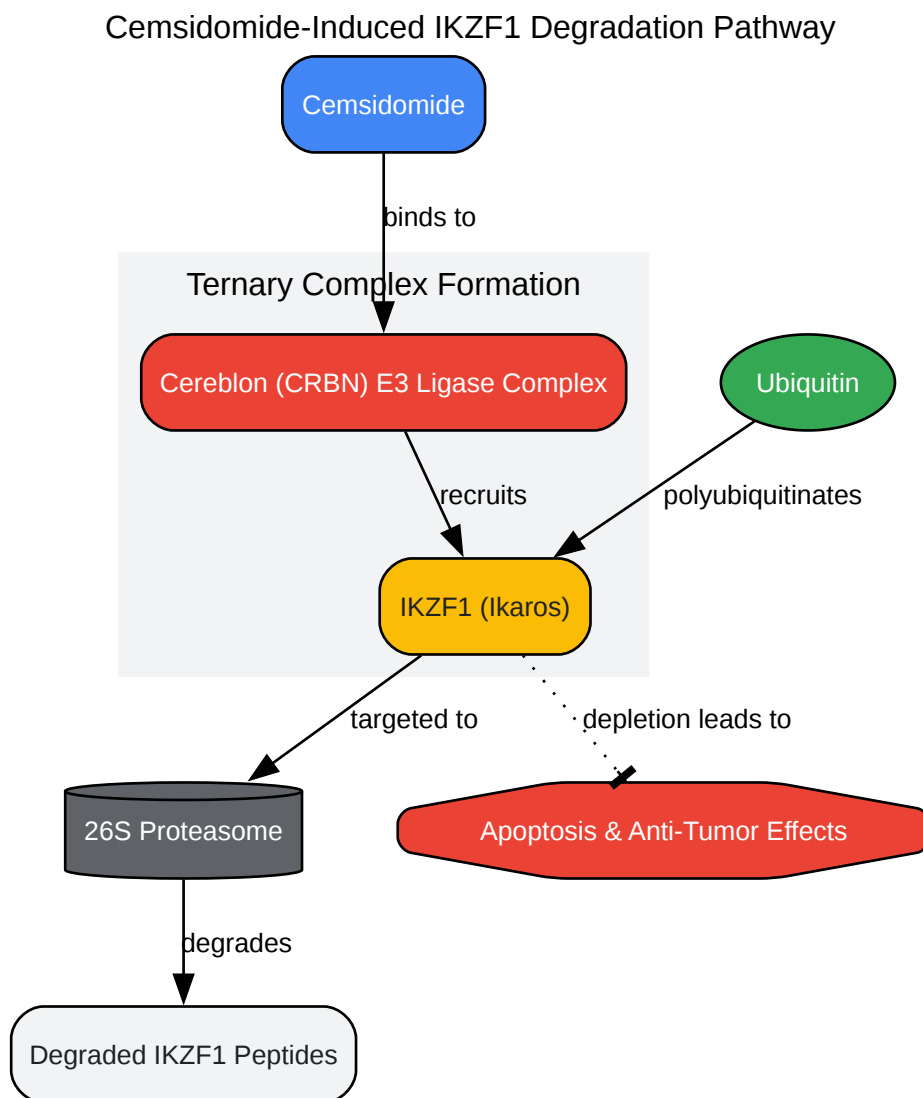 Cemsidomide-Induced IKZF1 Degradation Pathway
Cemsidomide
binds to
Ternary Complex Formation
Cereblon (CRBN) E3 Ligase Complex
Ubiquitin
recruits
polyubiquitinates
IKZF1 (Ikaros)
targeted to
depletion leads to
26S Proteasome
Apoptosis & Anti-Tumor Effects
degrades
Degraded IKZF1 Peptides